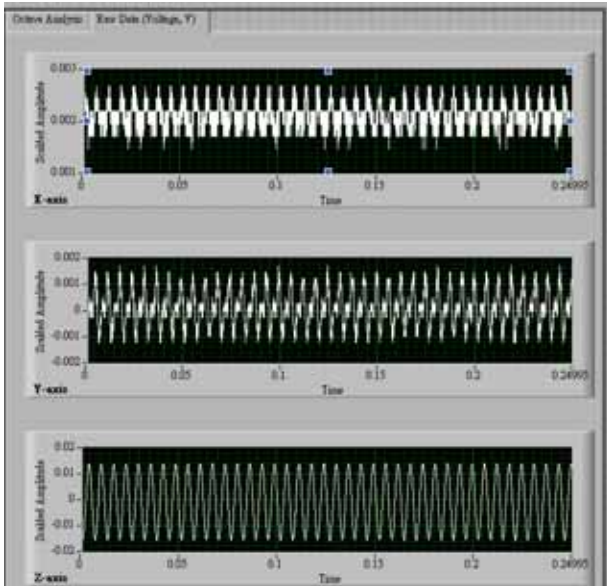 Octave Analysis Raw Data (Voltage, V)
0.003
0.002
0.001
Scaled Amplitude
0 0.05 0.1 0.15 0.2 0.24995
X-axis Time
0.002
0.001
0
-0.001
-0.002
Scaled Amplitude
0 0.05 0.1 0.15 0.2 0.24995
Y-axis Time
0.02
0.01
0
-0.01
-0.02
Scaled Amplitude
0 0.05 0.1 0.15 0.2 0.24995
Z-axis Time